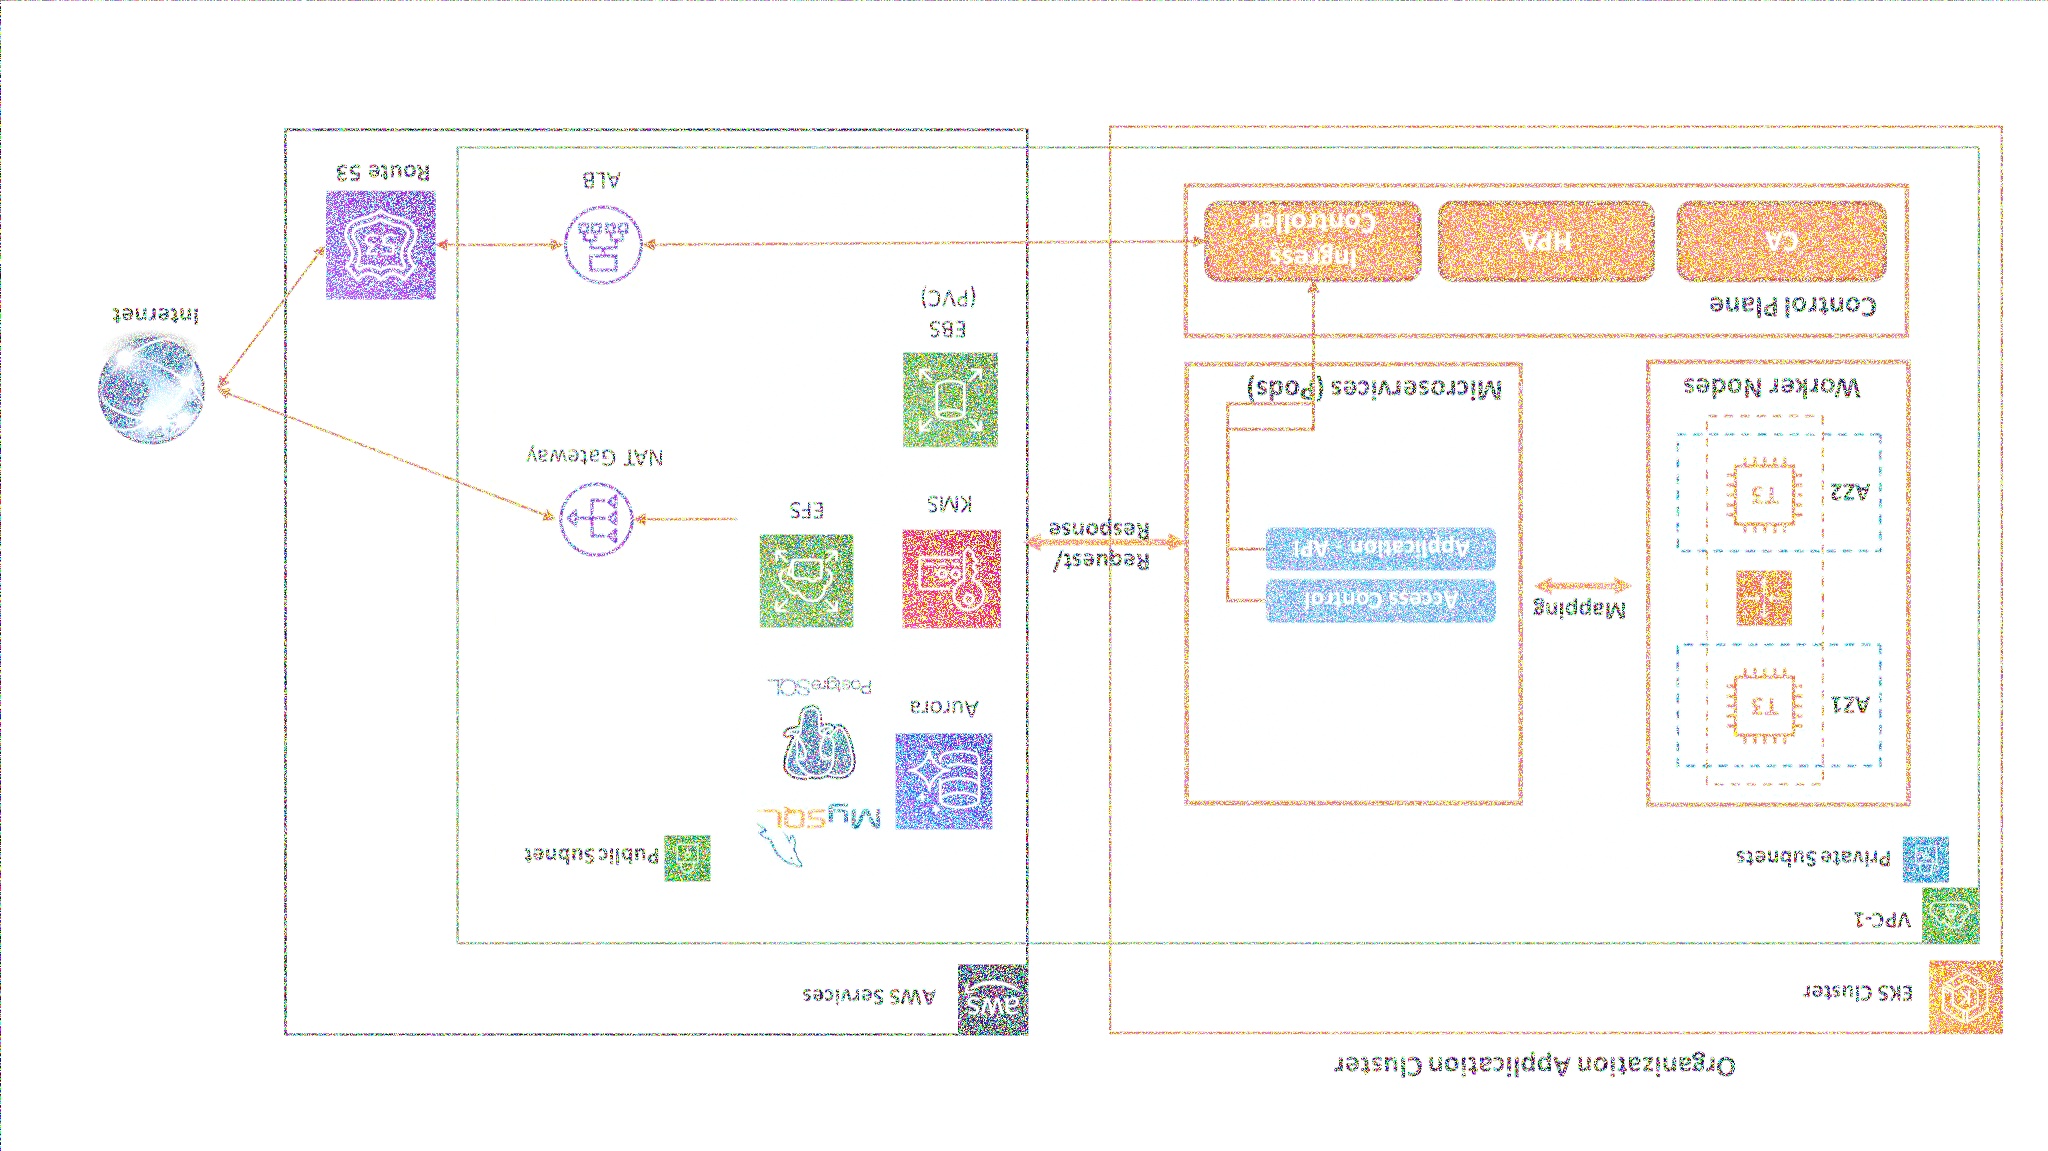 Organization Application Cluster
EKS Cluster
aws
AWS Services
VPC-1
Private Subnets
AZ1
T3
AZ2
T3
Worker Nodes
Mapping
Access Control
Application - API
Microservices (Pods)
Control Plane
CA
HPA
Ingress
Controller
Request/
Response
Public Subnet
MySQL
Aurora
PostgreSQL
KMS
EFS
EBS
(PVC)
NAT Gateway
ALB
53
Route 53
Internet